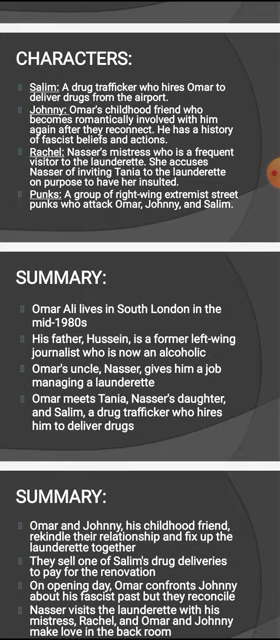 CHARACTERS:
Salim: A drug trafficker who hires Omar to
deliver drugs from the airport.
Johnny: Omar's childhood friend who
becomes romantically involved with him
again after they reconnect. He has a history
of fascist beliefs and actions.
Rachel: Nasser's mistress who is a frequent
visitor to the launderette. She accuses
Nasser of inviting Tania to the launderette
on purpose to have her insulted.
Punks: A group of right-wing extremist street
punks who attack Omar, Johnny, and Salim.
SUMMARY:
Omar Ali lives in South London in the
mid-1980s
His father, Hussein, is a former left-wing
journalist who is now an alcoholic
Omar's uncle, Nasser, gives him a job
managing a launderette
Omar meets Tania, Nasser's daughter,
and Salim, a drug trafficker who hires
him to deliver drugs
SUMMARY:
Omar and Johnny, his childhood friend,
rekindle their relationship and fix up the
launderette together
They sell one of Salim's drug deliveries
to pay for the renovation
On opening day, Omar confronts Johnny
about his fascist past but they reconcile
Nasser visits the launderette with his
mistress, Rachel, and Omar and Johnny
make love in the back room